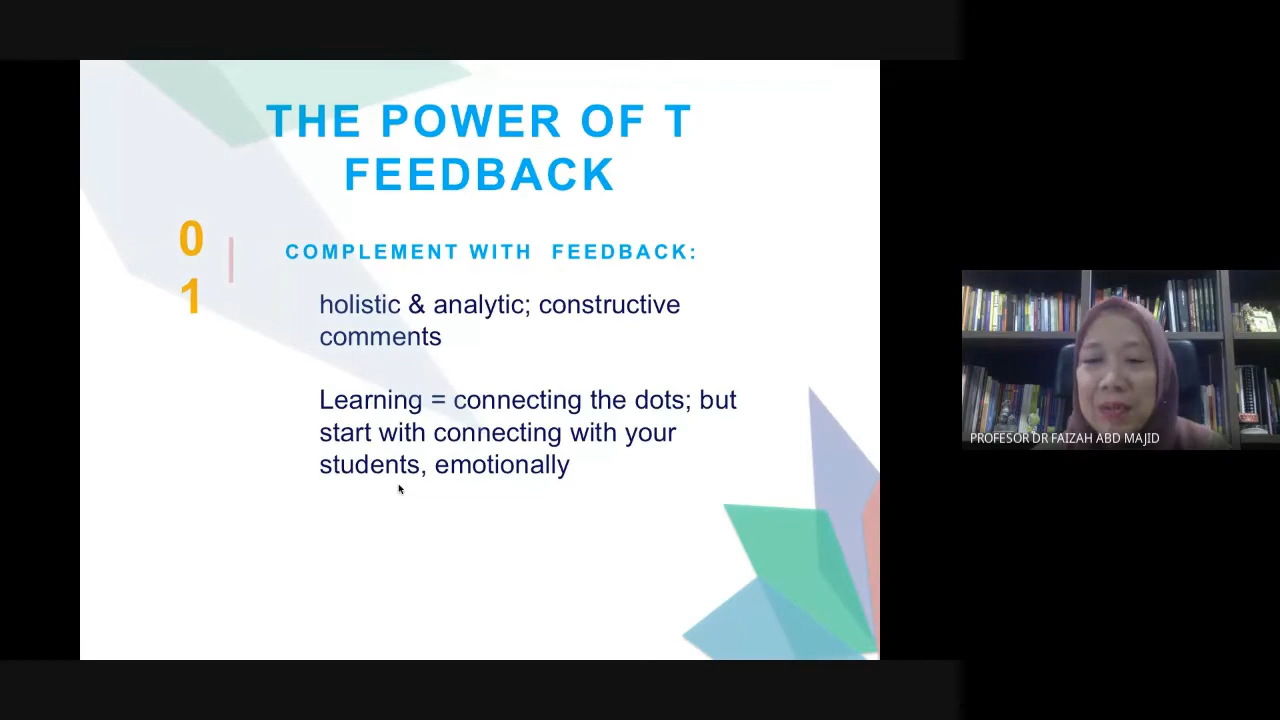 THE POWER OF T
FEEDBACK
0
1
COMPLEMENT WITH FEEDBACK:
holistic & analytic; constructive
comments
Learning = connecting the dots; but
start with connecting with your
students, emotionally
PROFESOR DR FAIZAH ABD MAJID